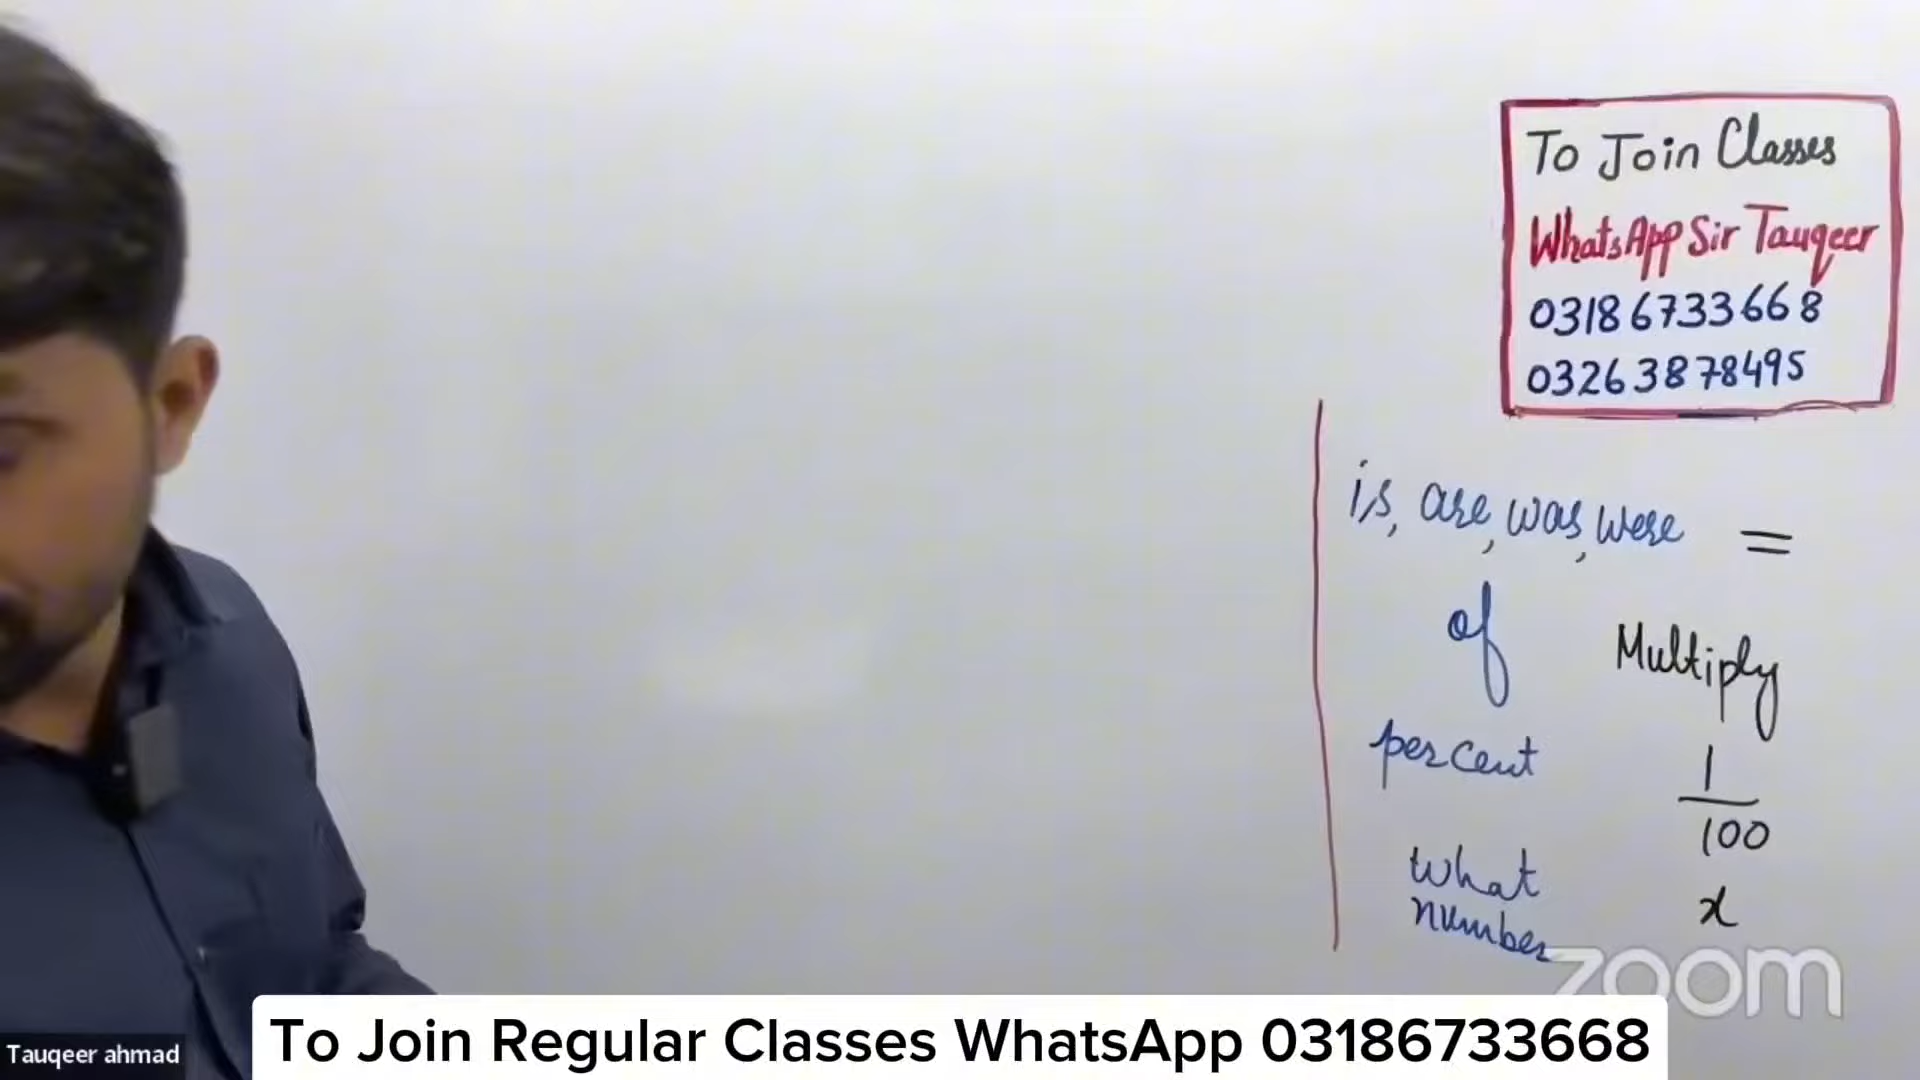 To Join Classes
WhatsApp Sir Tauqeer
03186733668
03263878495
is, are, was, were =
of Multiply
percent 1/100
what number x
zoom
To Join Regular Classes WhatsApp 03186733668
Tauqeer ahmad